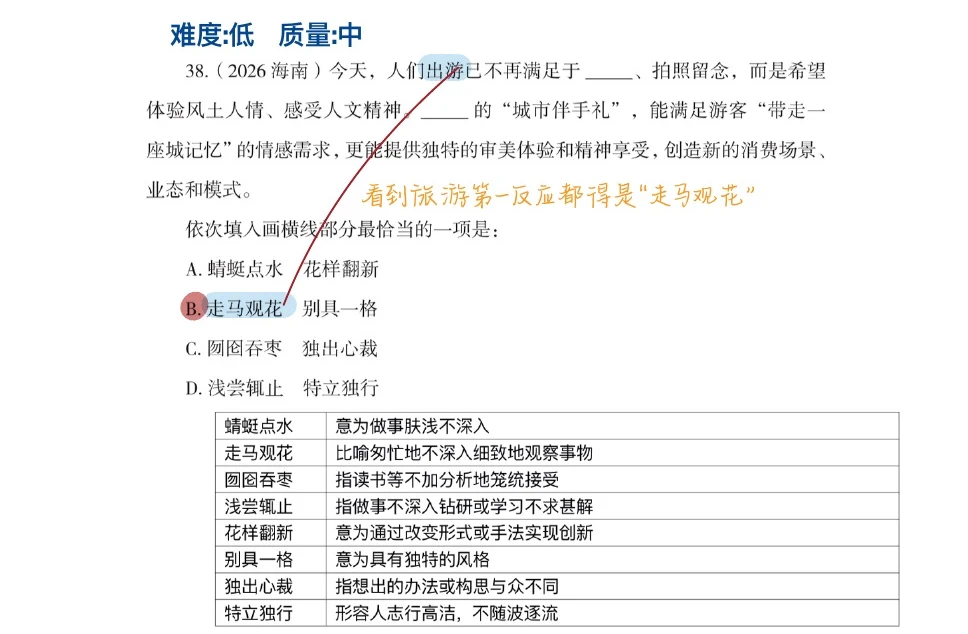 难度:低 质量:中
38.（2026 海南）今天，人们出游已不再满足于 _____、拍照留念，而是希望
体验风土人情、感受人文精神。_____ 的“城市伴手礼”，能满足游客“带走一
座城记忆”的情感需求，更能提供独特的审美体验和精神享受，创造新的消费场景、
业态和模式。
看到旅游第一反应都得是“走马观花”
依次填入画横线部分最恰当的一项是：
A. 蜻蜓点水 花样翻新
B. 走马观花 别具一格
C. 囫囵吞枣 独出心裁
D. 浅尝辄止 特立独行
蜻蜓点水 意为做事肤浅不深入
走马观花 比喻匆忙地不深入细致地观察事物
囫囵吞枣 指读书等不加分析地笼统接受
浅尝辄止 指做事不深入钻研或学习不求甚解
花样翻新 意为通过改变形式或手法实现创新
别具一格 意为具有独特的风格
独出心裁 指想出的办法或构思与众不同
特立独行 形容人志行高洁，不随波逐流